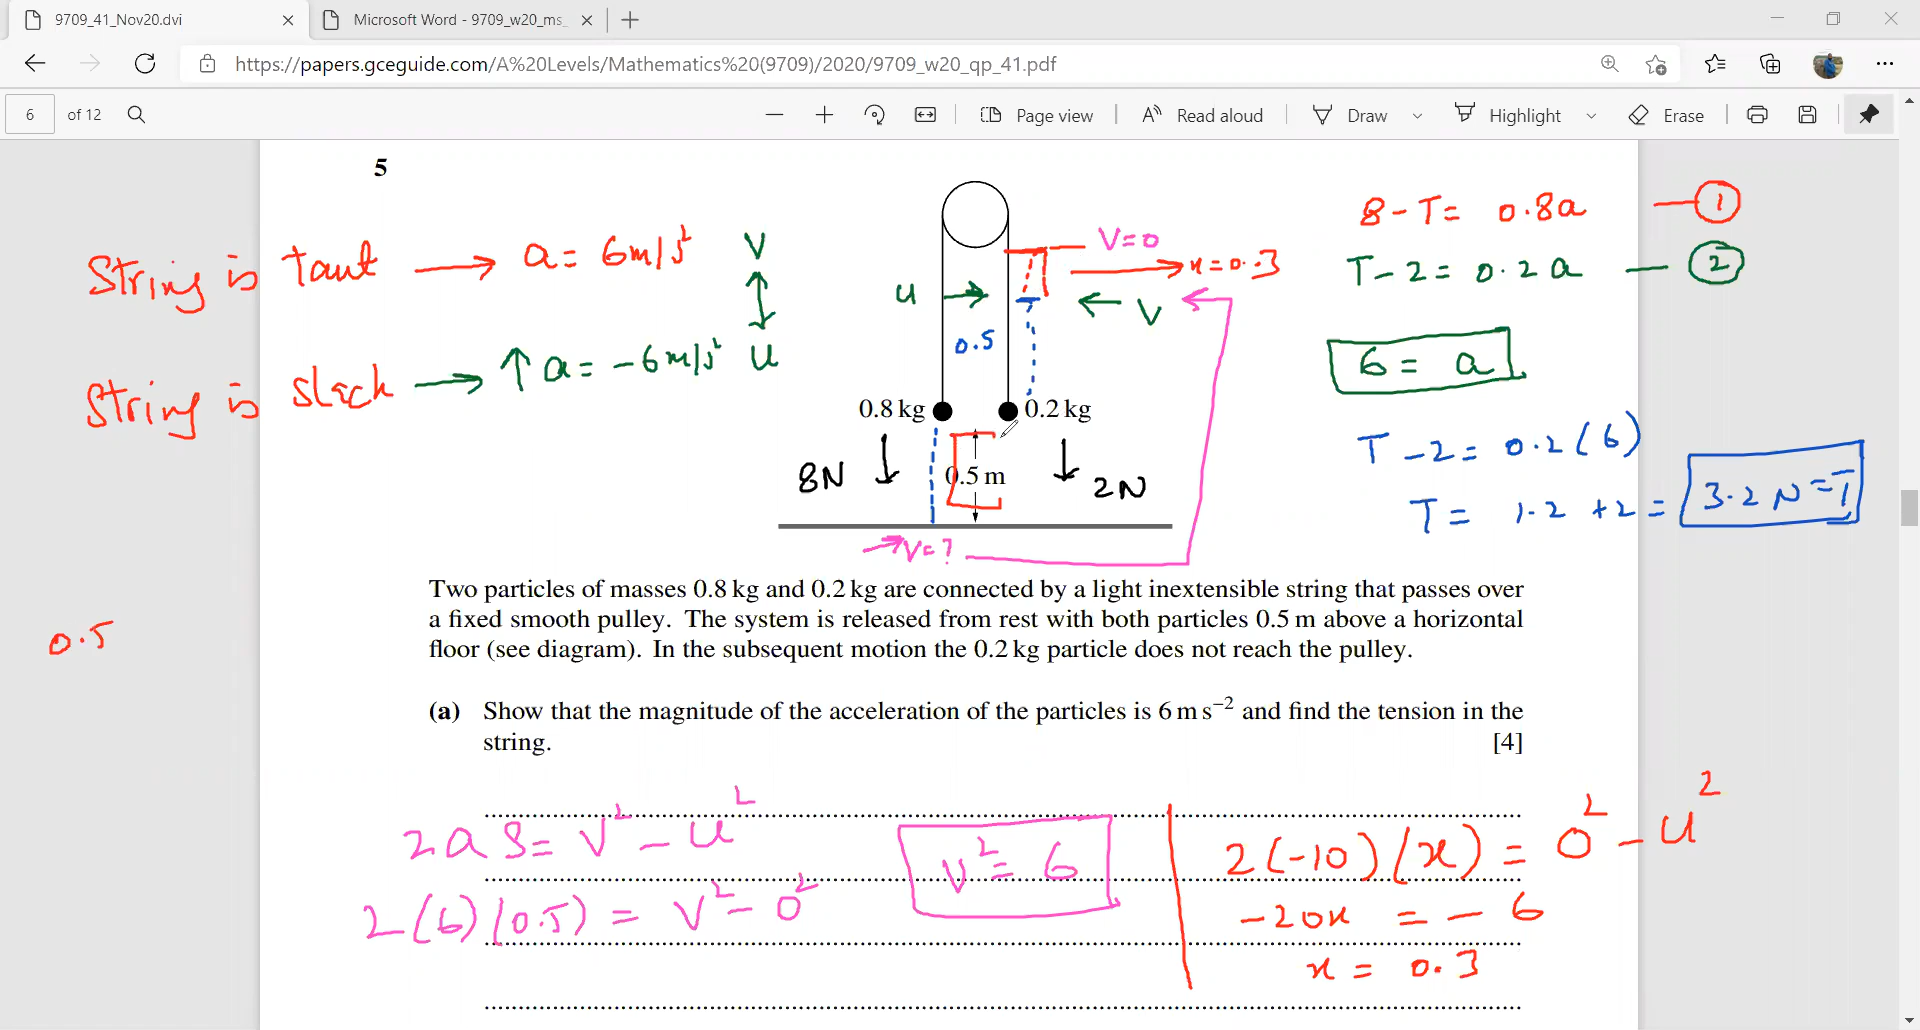 9709_41_Nov20.dvi
Microsoft Word - 9709_w20_ms_
https://papers.gceguide.com/A%20Levels/Mathematics%20(9709)/2020/9709_w20_qp_41.pdf
6 of 12
Page view
Read aloud
Draw
Highlight
Erase
5
String is taut → a = 6m/s²
String is slack → ↑ a = -6m/s²
V
u
u →
← V
V=0
x=0.3
0.5
0.8 kg
0.2 kg
8N
0.5 m
2N
→ V=?
8-T= 0.8a — 1
T-2= 0.2a — 2
6 = a
T-2= 0.2(6)
T = 1.2 +2 = 3.2 N = T
Two particles of masses 0.8 kg and 0.2 kg are connected by a light inextensible string that passes over
a fixed smooth pulley. The system is released from rest with both particles 0.5 m above a horizontal
floor (see diagram). In the subsequent motion the 0.2 kg particle does not reach the pulley.
0.5
(a) Show that the magnitude of the acceleration of the particles is 6 m s⁻² and find the tension in the
string. [4]
2as= v² - u²
2(6)(0.5) = v² - 0²
v² = 6
2(-10)(x) = 0² - u²
-20x = - 6
x = 0.3